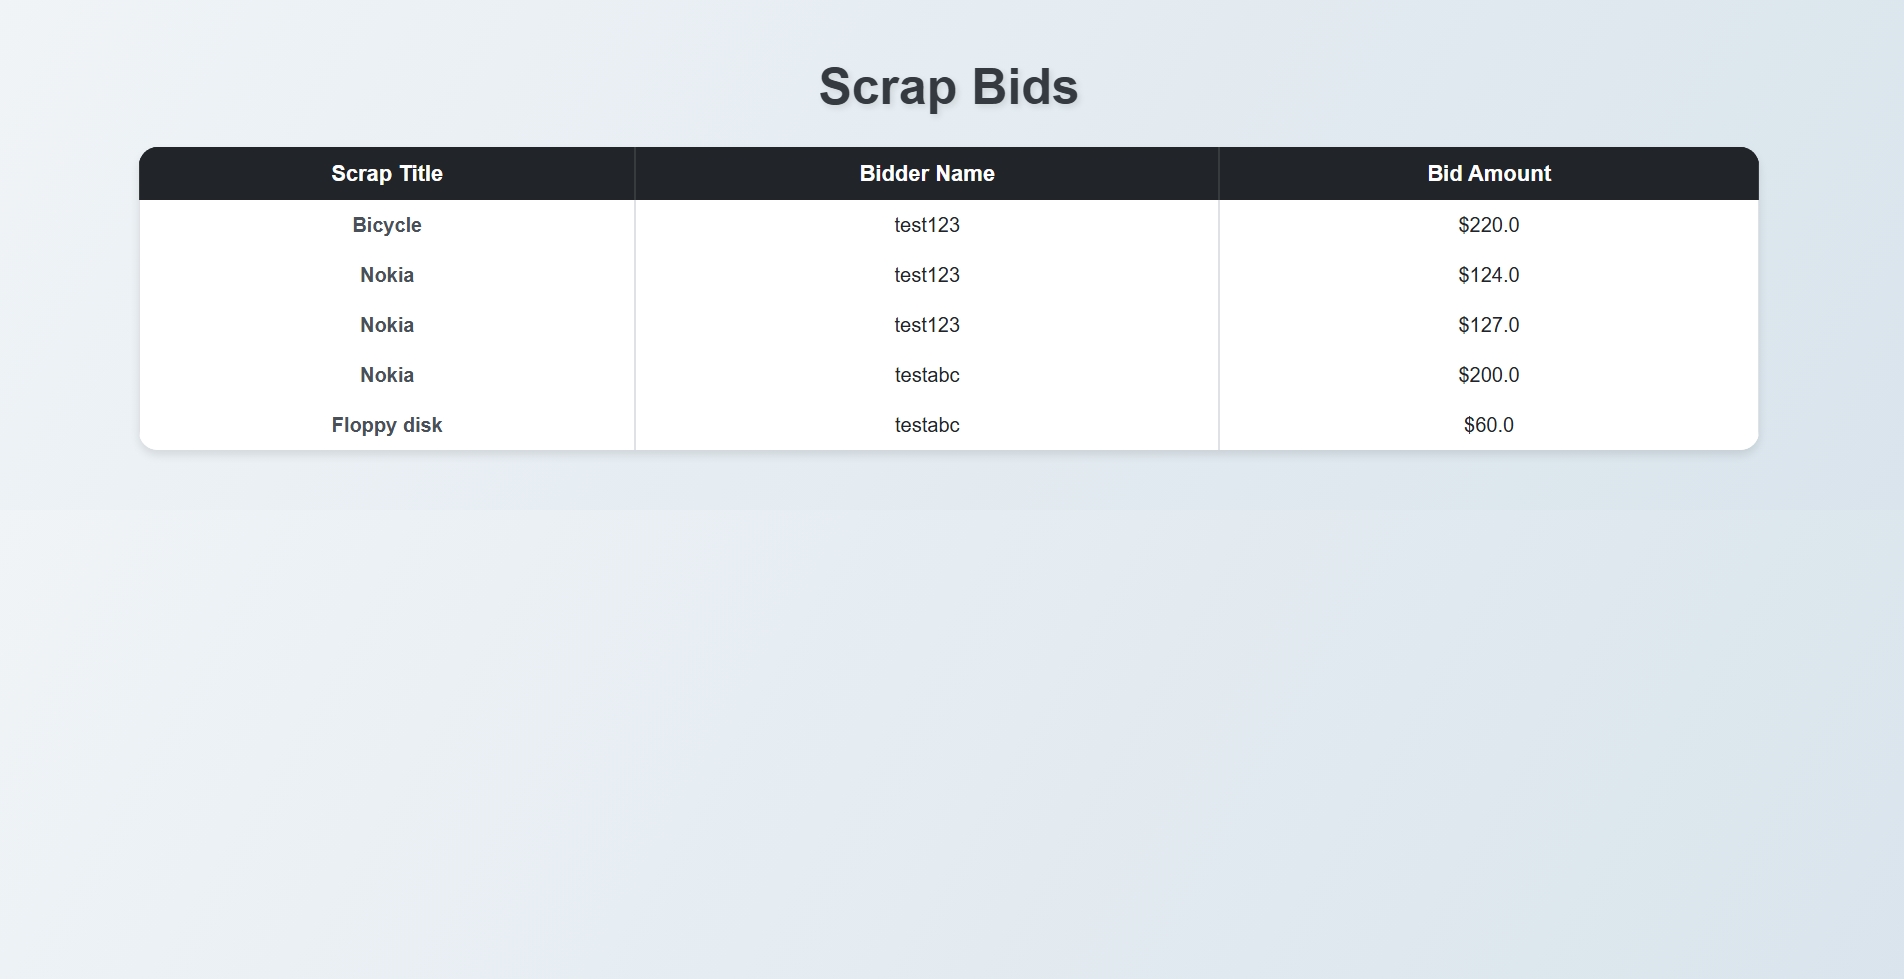 Scrap Bids
Scrap Title Bidder Name Bid Amount
Bicycle test123 $220.0
Nokia test123 $124.0
Nokia test123 $127.0
Nokia testabc $200.0
Floppy disk testabc $60.0